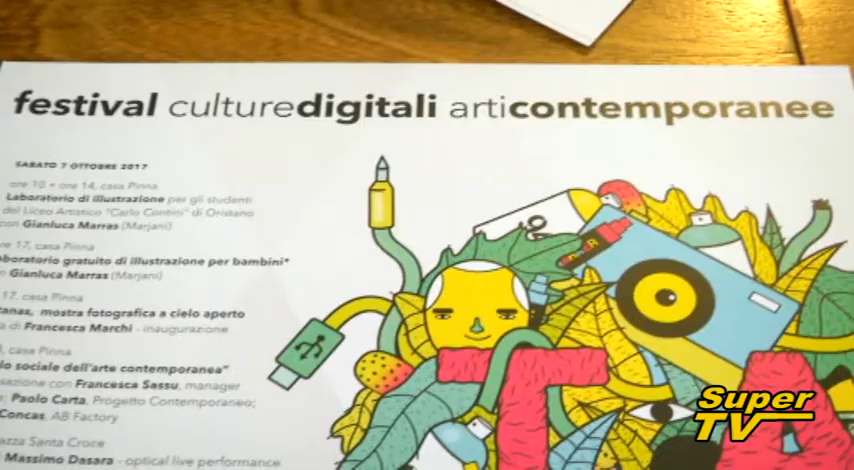 festival culturedigitali articontemporanee
SABATO 7 OTTOBRE 2017
ore 10 + ore 14, casa Pinna
Laboratorio di illustrazione per gli studenti
del Liceo Artistico "Carlo Contini" di Oristano
con Gianluca Marras (Marjani)
17, casa Pinna
gratuito di illustrazione per bambini*
Gianluca Marras (Marjani)
17, casa Pinna
mostra fotografica a cielo aperto
di Francesca Marchi - inaugurazione
casa Pinna
sociale dell'arte contemporanea"
con Francesca Sassu, manager
Paolo Carta, Progetto Contemporaneo;
Concas, AB Factory
Santa Croce
Massimo Dasara - optical live performance
Super
TV